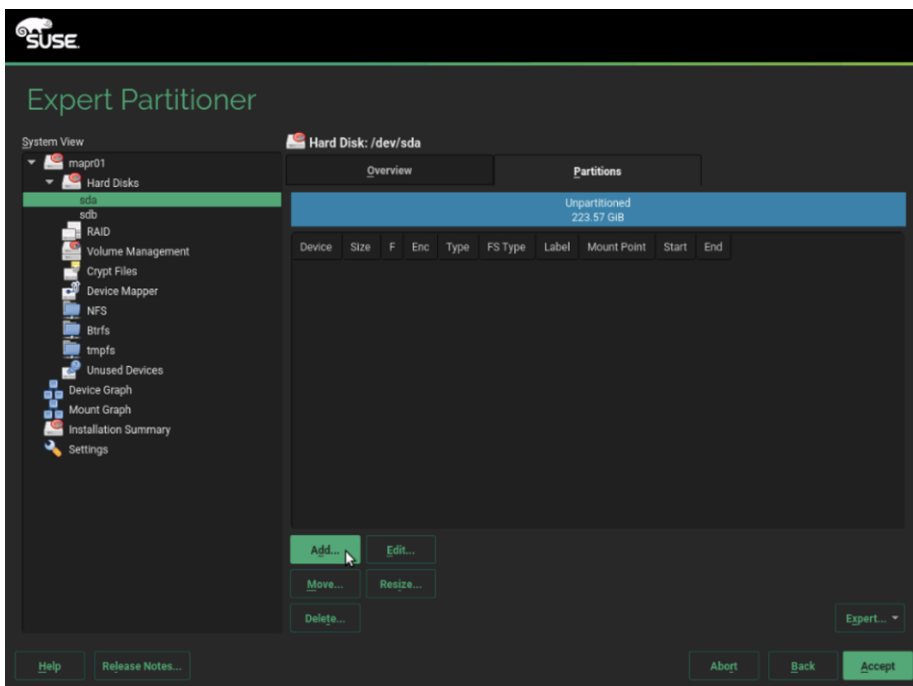 SUSE.
Expert Partitioner
System View
mapr01
Hard Disks
sda
sdb
RAID
Volume Management
Crypt Files
Device Mapper
NFS
Btrfs
tmpfs
Unused Devices
Device Graph
Mount Graph
Installation Summary
Settings
Hard Disk: /dev/sda
Overview Partitions
Unpartitioned
223.57 GiB
Device Size F Enc Type FS Type Label Mount Point Start End
Add... Edit...
Move... Resize...
Delete... Expert...
Help Release Notes... Abort Back Accept